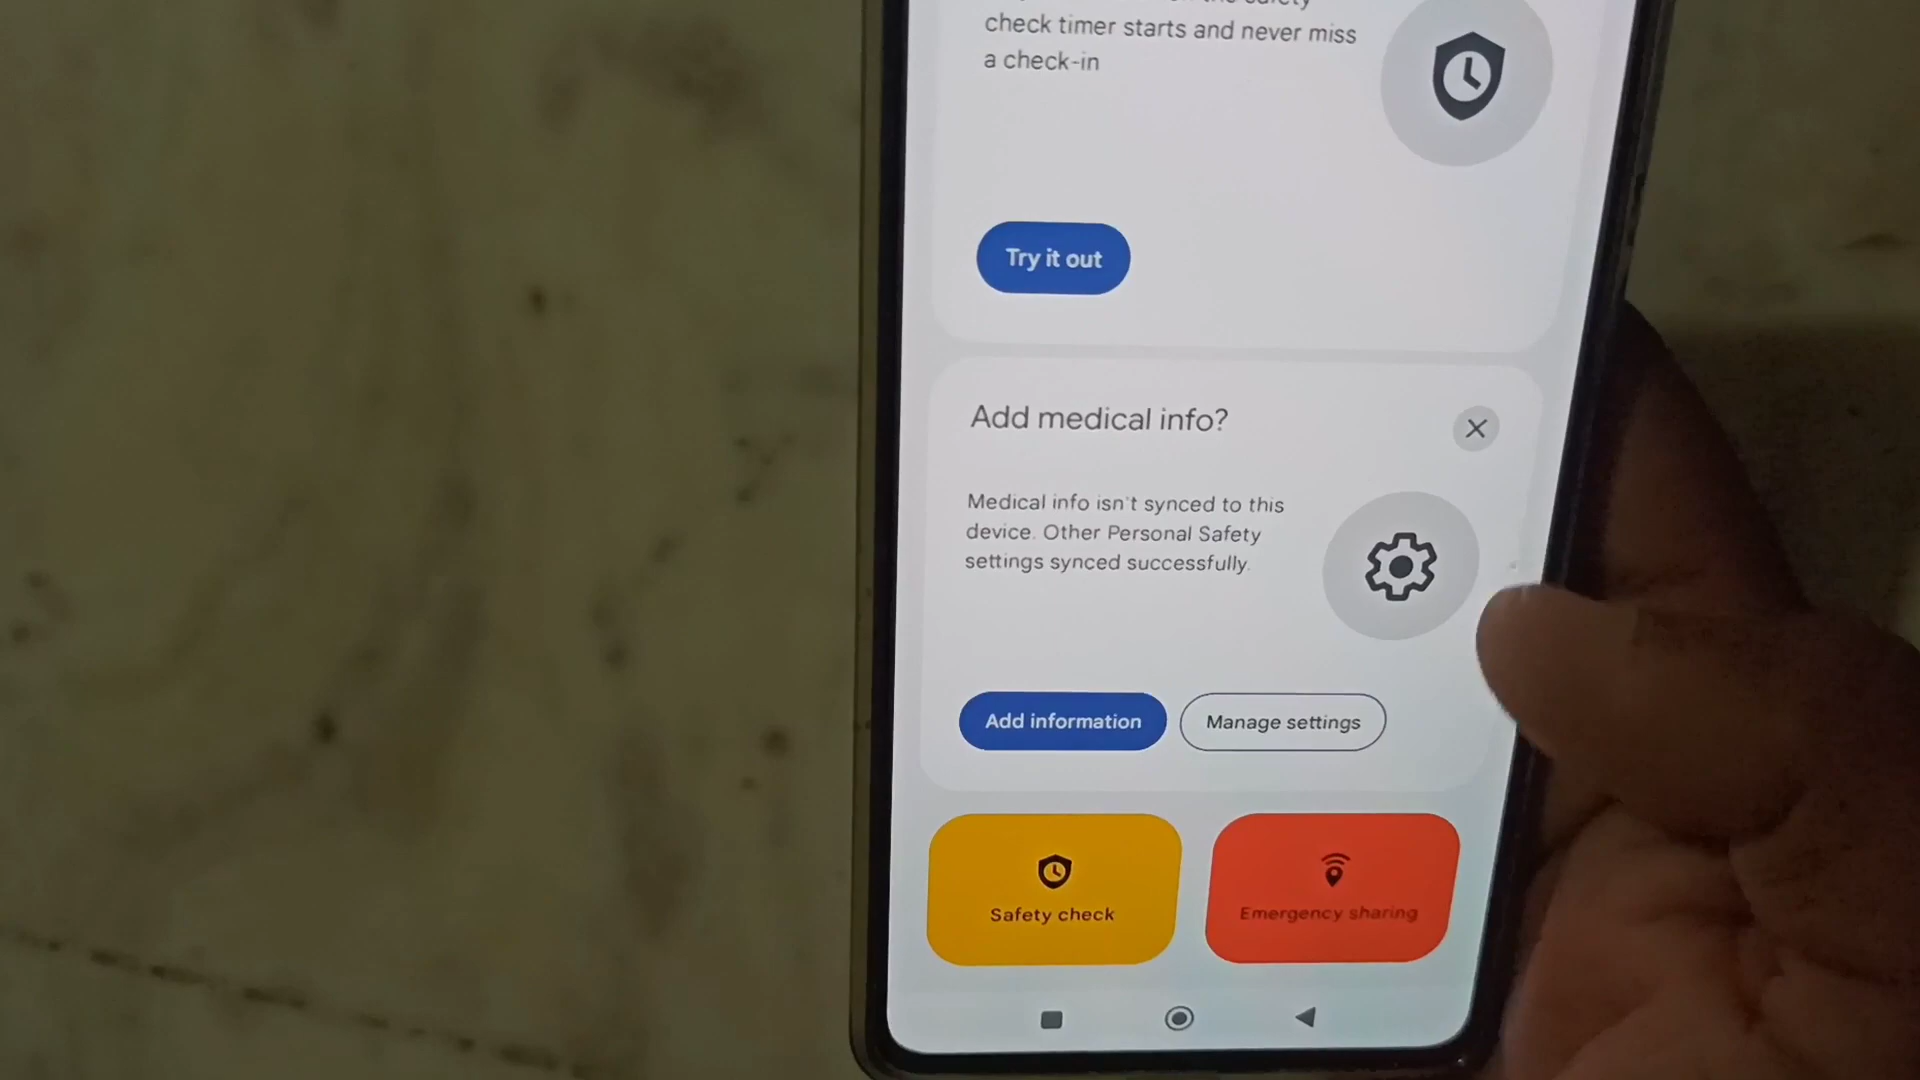 check timer starts and never miss
a check-in
Try it out
Add medical info?
Medical info isn't synced to this
device. Other Personal Safety
settings synced successfully.
Add information
Manage settings
Safety check
Emergency sharing